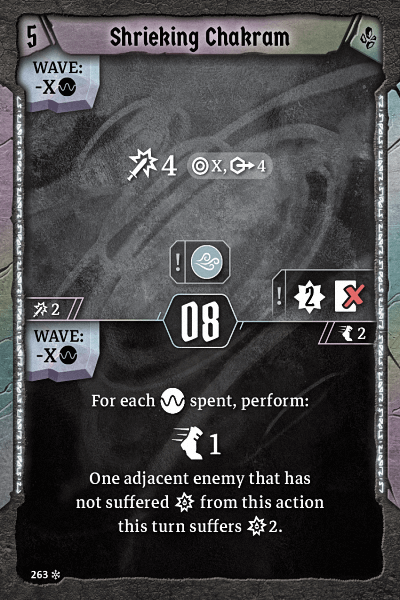 5
Shrieking Chakram
WAVE:
-X
4
X, 4
!
! 2
2
08
2
WAVE:
-X
For each spent, perform:
1
One adjacent enemy that has
not suffered from this action
this turn suffers 2.
263